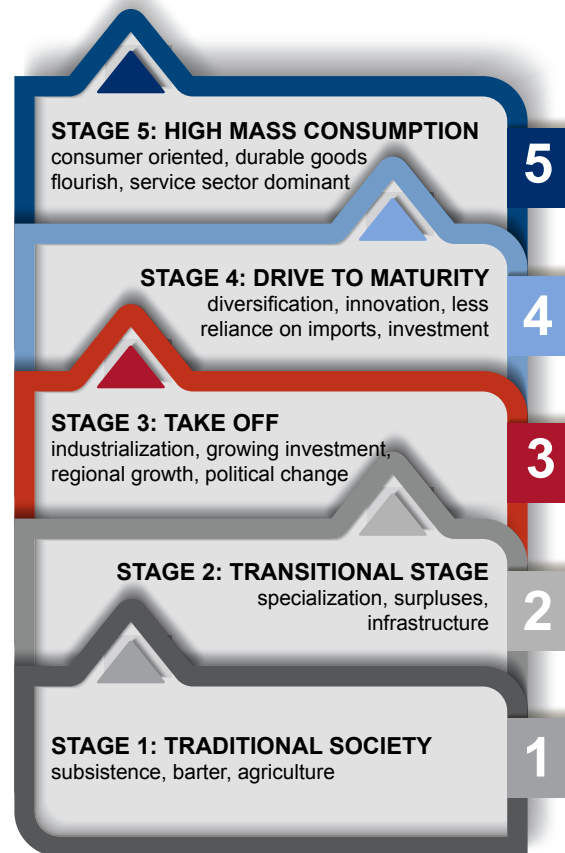 STAGE 5: HIGH MASS CONSUMPTION
consumer oriented, durable goods
flourish, service sector dominant
5
STAGE 4: DRIVE TO MATURITY
diversification, innovation, less
reliance on imports, investment
4
STAGE 3: TAKE OFF
industrialization, growing investment,
regional growth, political change
3
STAGE 2: TRANSITIONAL STAGE
specialization, surpluses,
infrastructure
2
STAGE 1: TRADITIONAL SOCIETY
subsistence, barter, agriculture
1